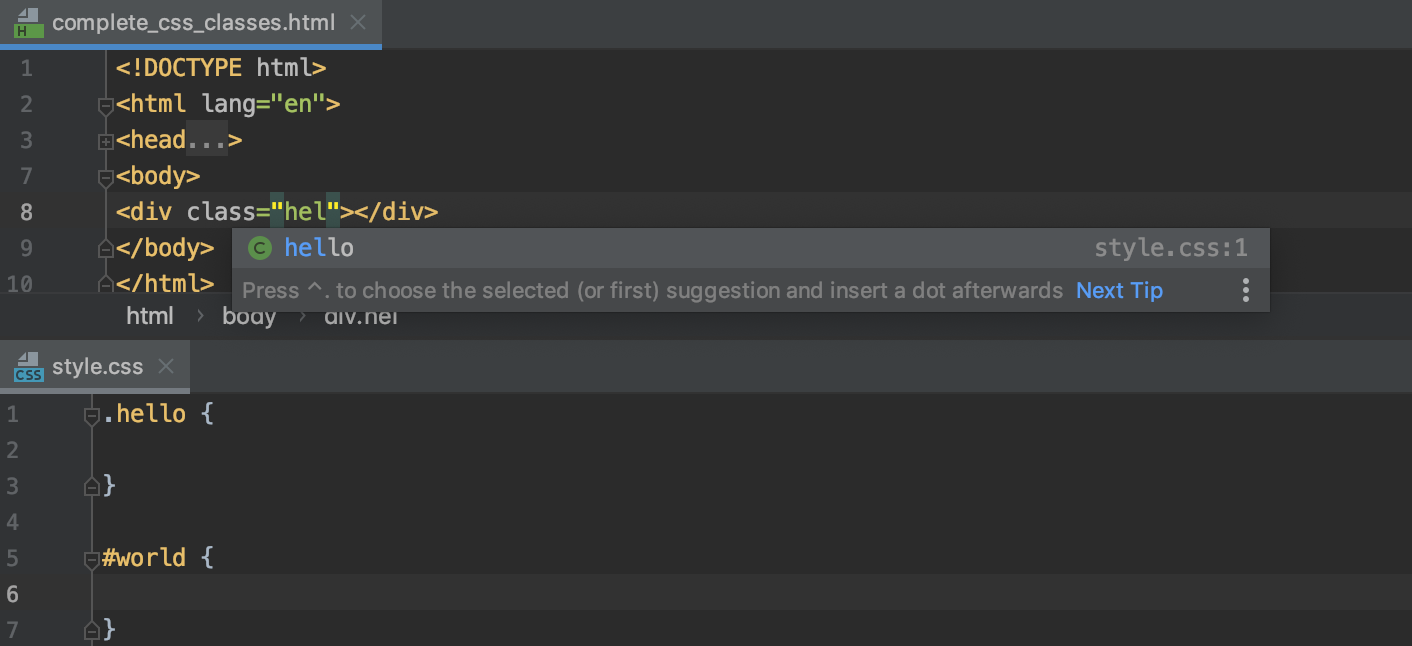 complete_css_classes.html
1 <!DOCTYPE html>
2 <html lang="en">
3 <head...>
7 <body>
8 <div class="hel"></div>
9 </body>
hello style.css:1
10 </html>
Press ^. to choose the selected (or first) suggestion and insert a dot afterwards Next Tip
html › body › div.hel
style.css
1 .hello {
2
3 }
4
5 #world {
6
7 }